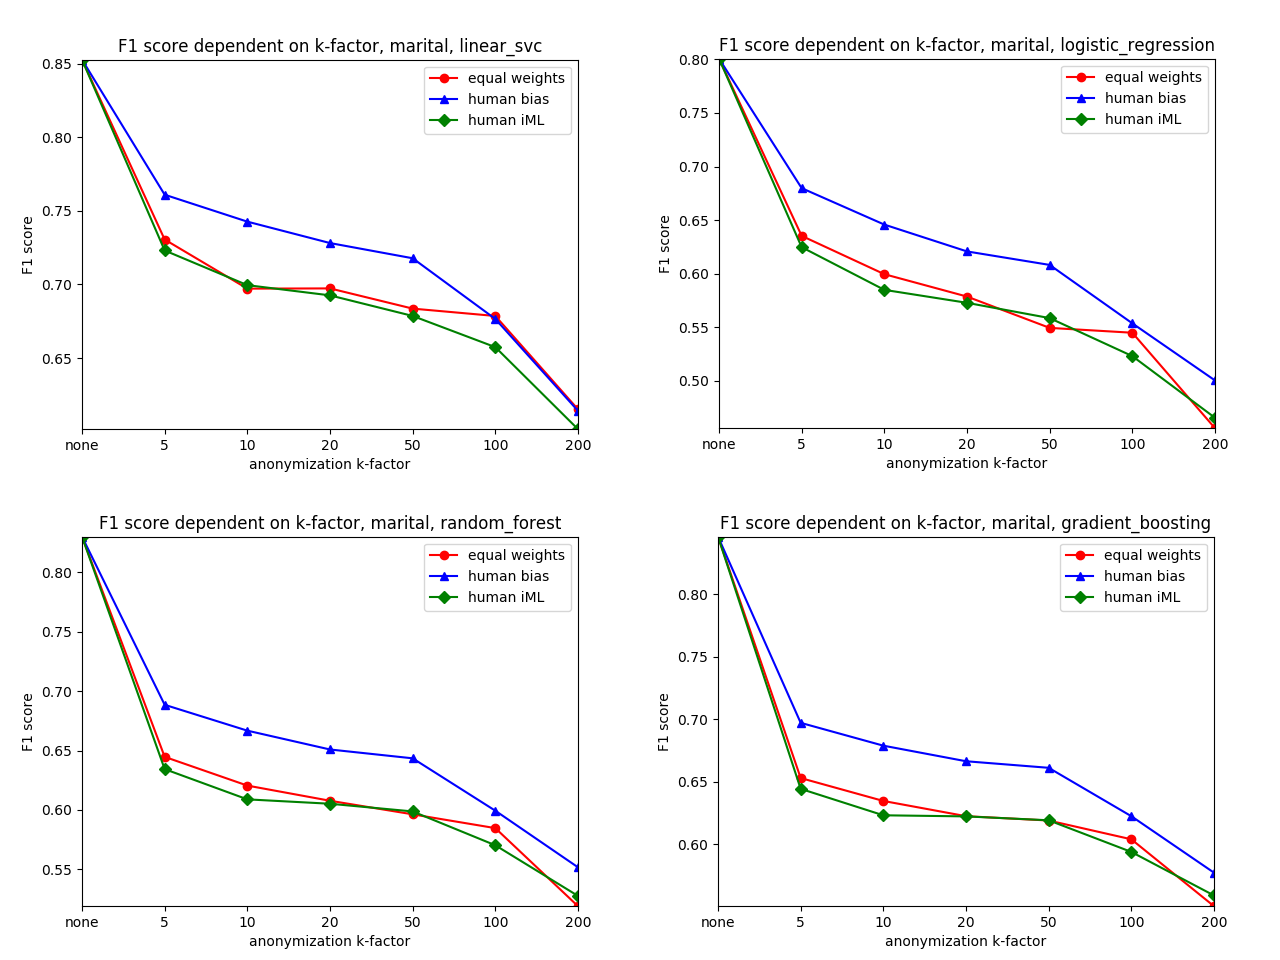 F1 score dependent on k-factor, marital, linear_svc
0.85
0.80
0.75
0.70
0.65
F1 score
equal weights
human bias
human iML
none 5 10 20 50 100 200
anonymization k-factor
F1 score dependent on k-factor, marital, logistic_regression
0.80
0.75
0.70
0.65
0.60
0.55
0.50
F1 score
equal weights
human bias
human iML
none 5 10 20 50 100 200
anonymization k-factor
F1 score dependent on k-factor, marital, random_forest
0.80
0.75
0.70
0.65
0.60
0.55
F1 score
equal weights
human bias
human iML
none 5 10 20 50 100 200
anonymization k-factor
F1 score dependent on k-factor, marital, gradient_boosting
0.80
0.75
0.70
0.65
0.60
F1 score
equal weights
human bias
human iML
none 5 10 20 50 100 200
anonymization k-factor